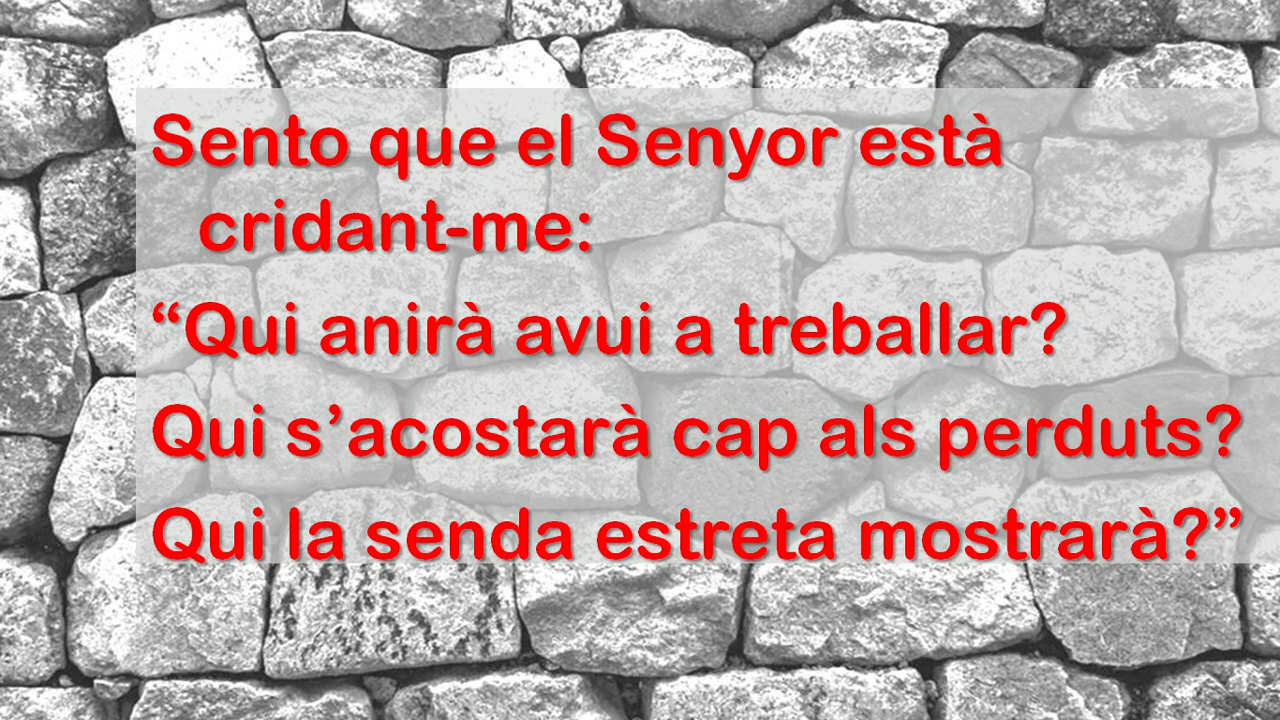 Sento que el Senyor està
cridant-me:
“Qui anirà avui a treballar?
Qui s’acostarà cap als perduts?
Qui la senda estreta mostrarà?”